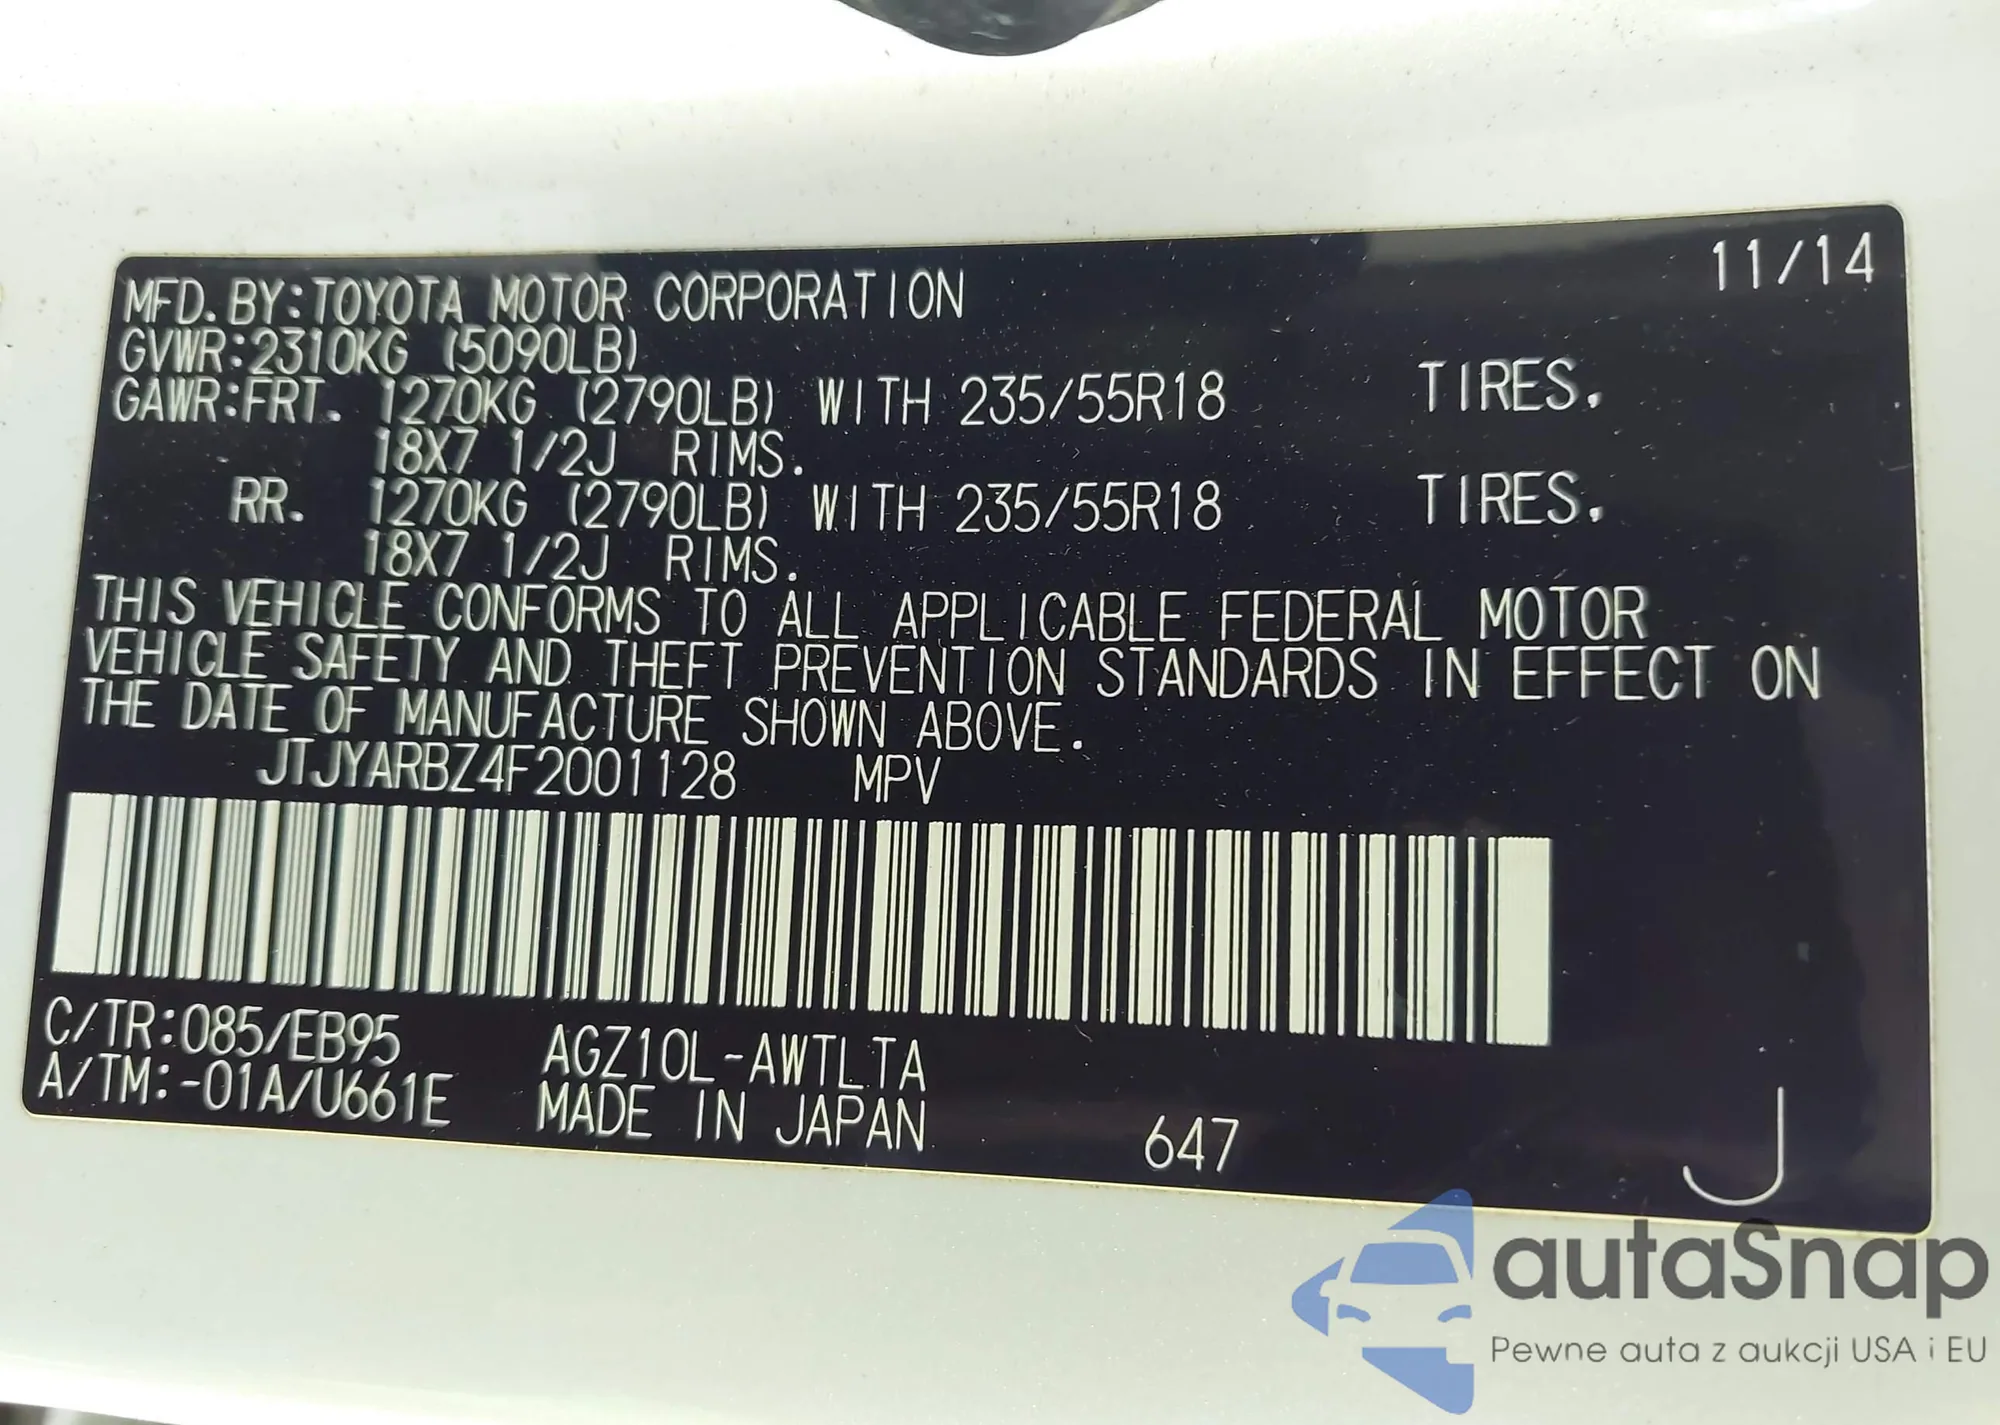 11/14
MFD. BY:TOYOTA MOTOR CORPORATION
GVWR:2310KG (5090LB)
GAWR:FRT. 1270KG (2790LB) WITH 235/55R18 TIRES.
18X7 1/2J RIMS.
RR. 1270KG (2790LB) WITH 235/55R18 TIRES.
18X7 1/2J RIMS.
THIS VEHICLE CONFORMS TO ALL APPLICABLE FEDERAL MOTOR
VEHICLE SAFETY AND THEFT PREVENTION STANDARDS IN EFFECT ON
THE DATE OF MANUFACTURE SHOWN ABOVE.
JTJYARBZ4F2001128 MPV
C/TR:085/EB95 AGZ10L-AWTLTA
A/TM:-01A/U661E MADE IN JAPAN 647 J
autaSnap
Pewne auta z aukcji USA i EU